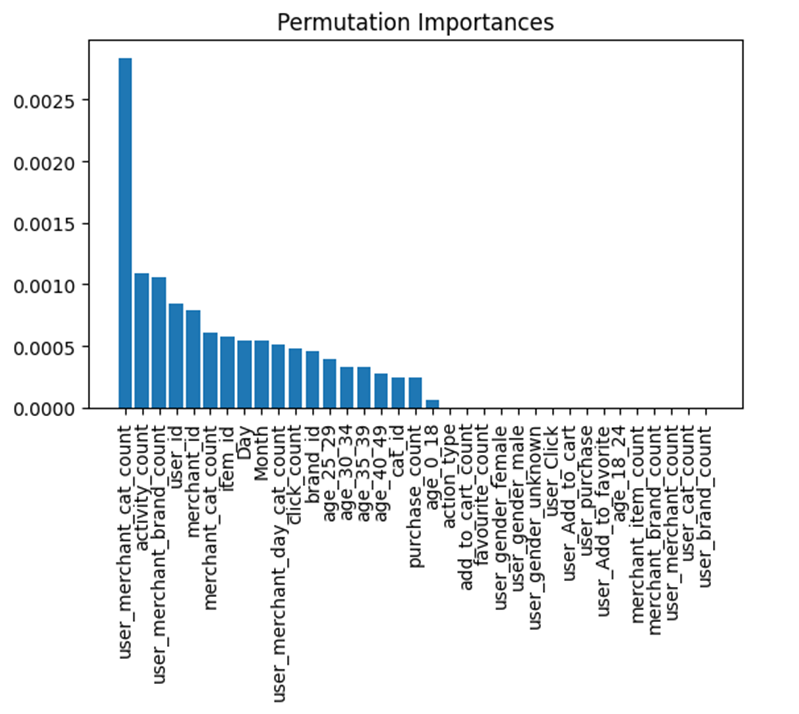 Permutation Importances
0.0025
0.0020
0.0015
0.0010
0.0005
0.0000
user_merchant_cat_count
activity_count
user_merchant_brand_count
user_id
merchant_id
merchant_cat_count
item_id
Day
Month
user_merchant_day_cat_count
click_count
brand_id
age_25_29
age_30_34
age_35_39
age_40_49
cat_id
purchase_count
age_0_18
action_type
add_to_cart_count
favourite_count
user_gender_female
user_gender_male
user_gender_unknown
user_Click
user_Add_to_cart
user_purchase
user_Add_to_favorite
age_18_24
merchant_item_count
merchant_brand_count
user_merchant_count
user_cat_count
user_brand_count